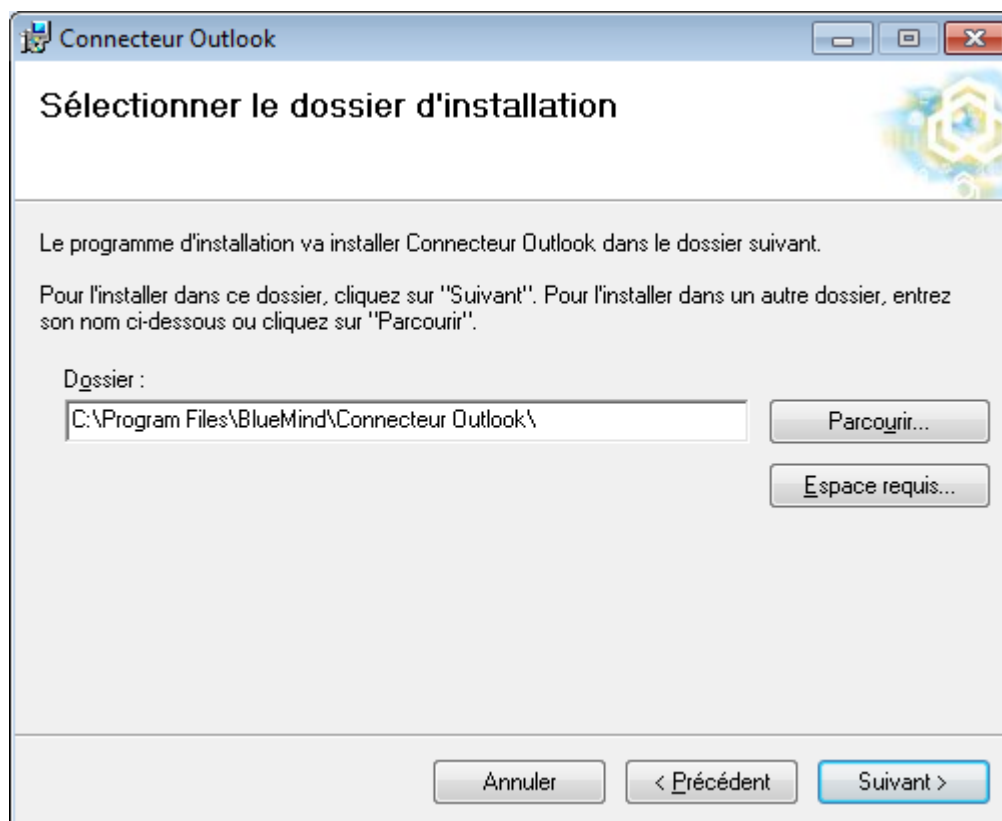 Connecteur Outlook
Sélectionner le dossier d'installation
Le programme d'installation va installer Connecteur Outlook dans le dossier suivant.
Pour l'installer dans ce dossier, cliquez sur "Suivant". Pour l'installer dans un autre dossier, entrez
son nom ci-dessous ou cliquez sur "Parcourir".
Dossier :
C:\Program Files\BlueMind\Connecteur Outlook\
Parcourir...
Espace requis...
Annuler
< Précédent
Suivant >